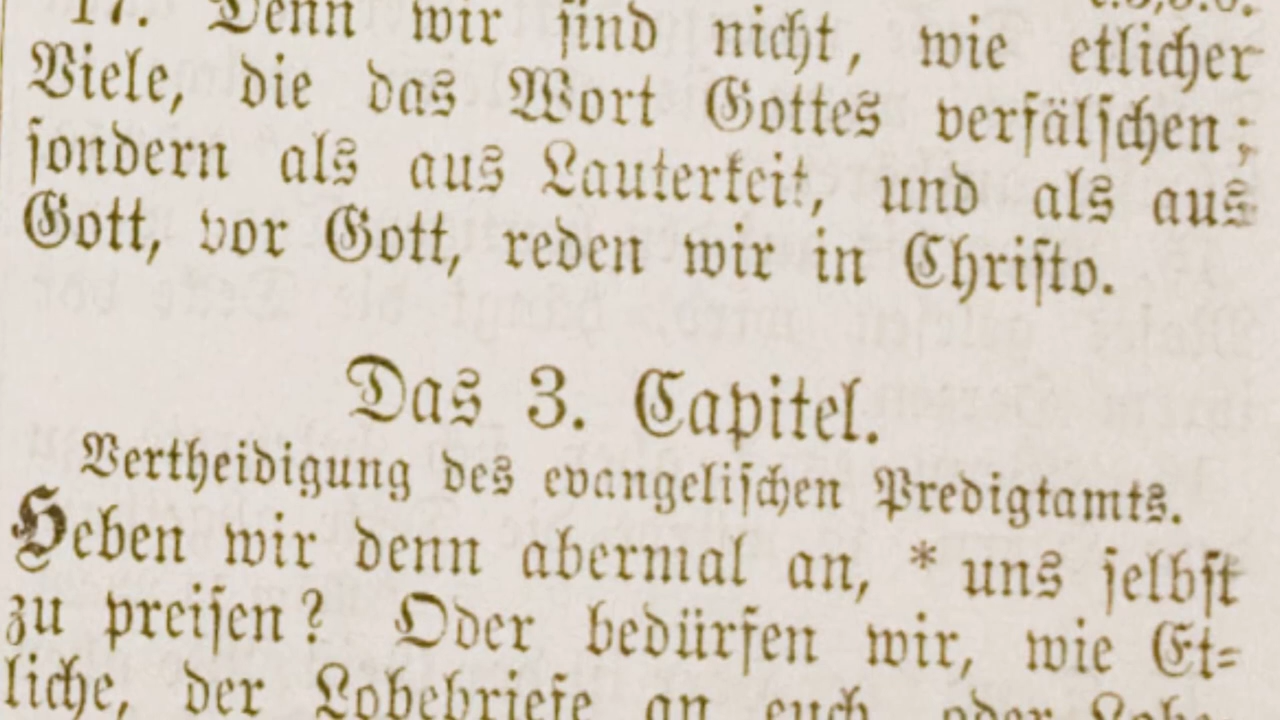 17. Denn wir sind nicht, wie etlicher
Viele, die das Wort Gottes verfälschen;
sondern als aus Lauterkeit, und als aus
Gott, vor Gott, reden wir in Christo.
Das 3. Capitel.
Vertheidigung des evangelischen Predigtamts.
Heben wir denn abermal an, * uns selbst
zu preisen? Oder bedürfen wir, wie Et-
liche, der Lobebriefe an euch, oder Lobe-